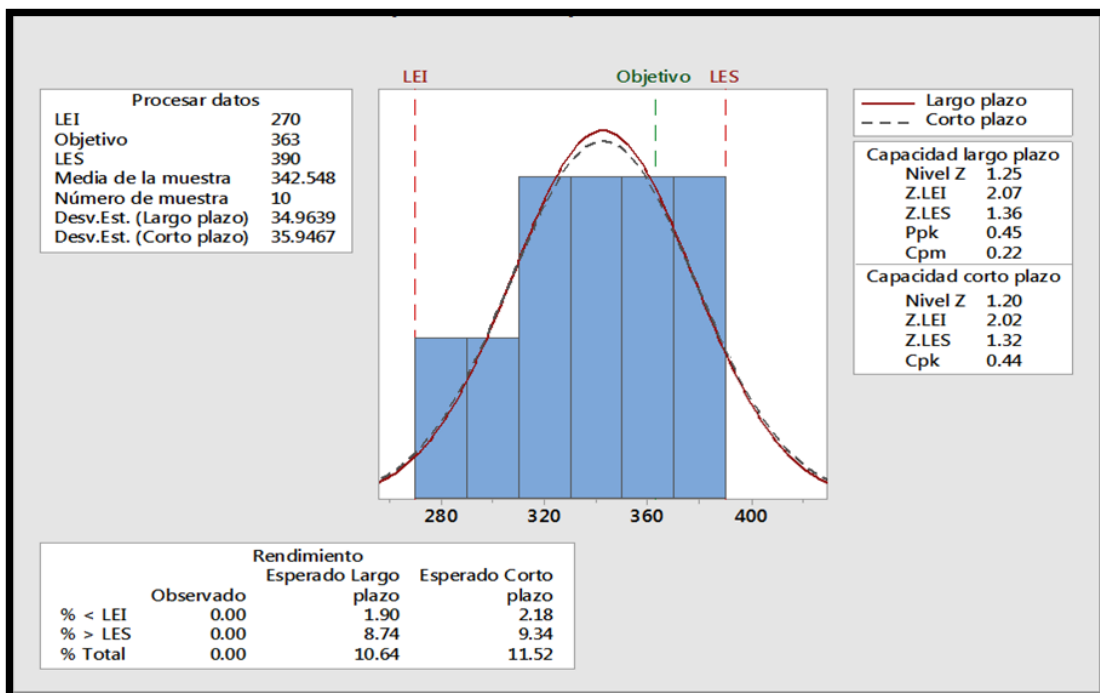 LEI Objetivo LES
Procesar datos
LEI 270
Objetivo 363
LES 390
Media de la muestra 342.548
Número de muestra 10
Desv.Est. (Largo plazo) 34.9639
Desv.Est. (Corto plazo) 35.9467
Largo plazo
Corto plazo
Capacidad largo plazo
Nivel Z 1.25
Z.LEI 2.07
Z.LES 1.36
Ppk 0.45
Cpm 0.22
Capacidad corto plazo
Nivel Z 1.20
Z.LEI 2.02
Z.LES 1.32
Cpk 0.44
280 320 360 400
Rendimiento
Esperado Largo Esperado Corto
Observado plazo plazo
% < LEI 0.00 1.90 2.18
% > LES 0.00 8.74 9.34
% Total 0.00 10.64 11.52